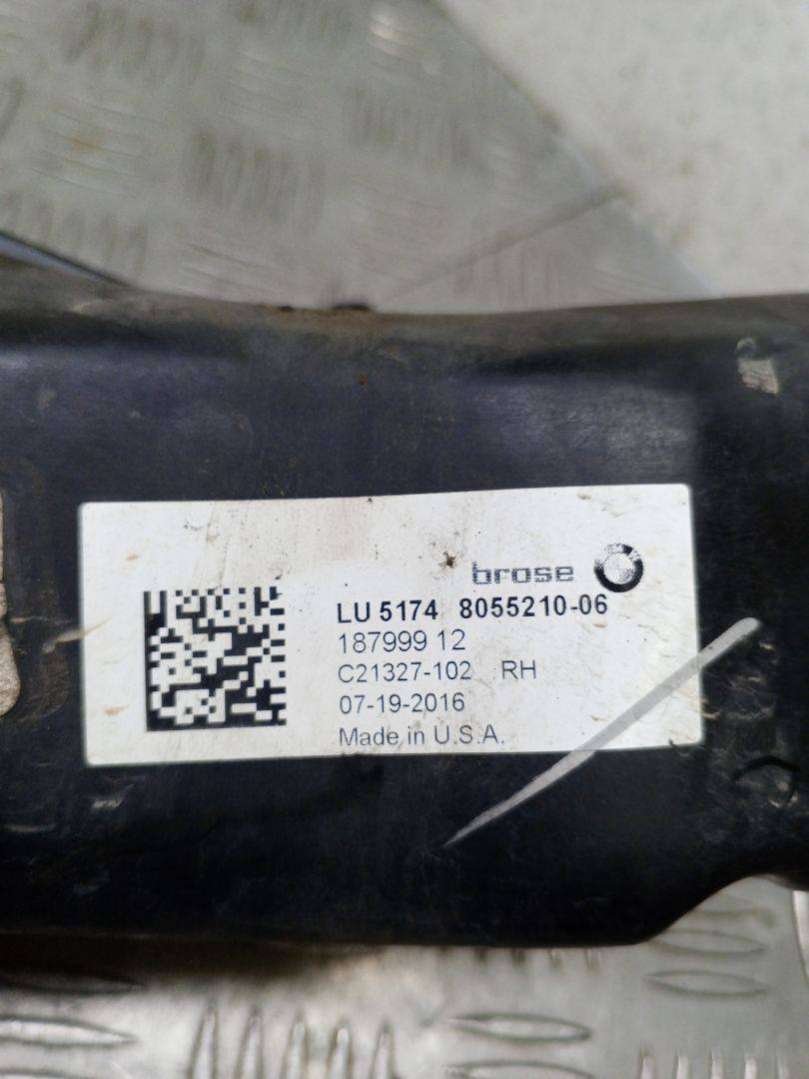 brose
LU 5174 8055210-06
187999 12
C21327-102 RH
07-19-2016
Made in U.S.A.